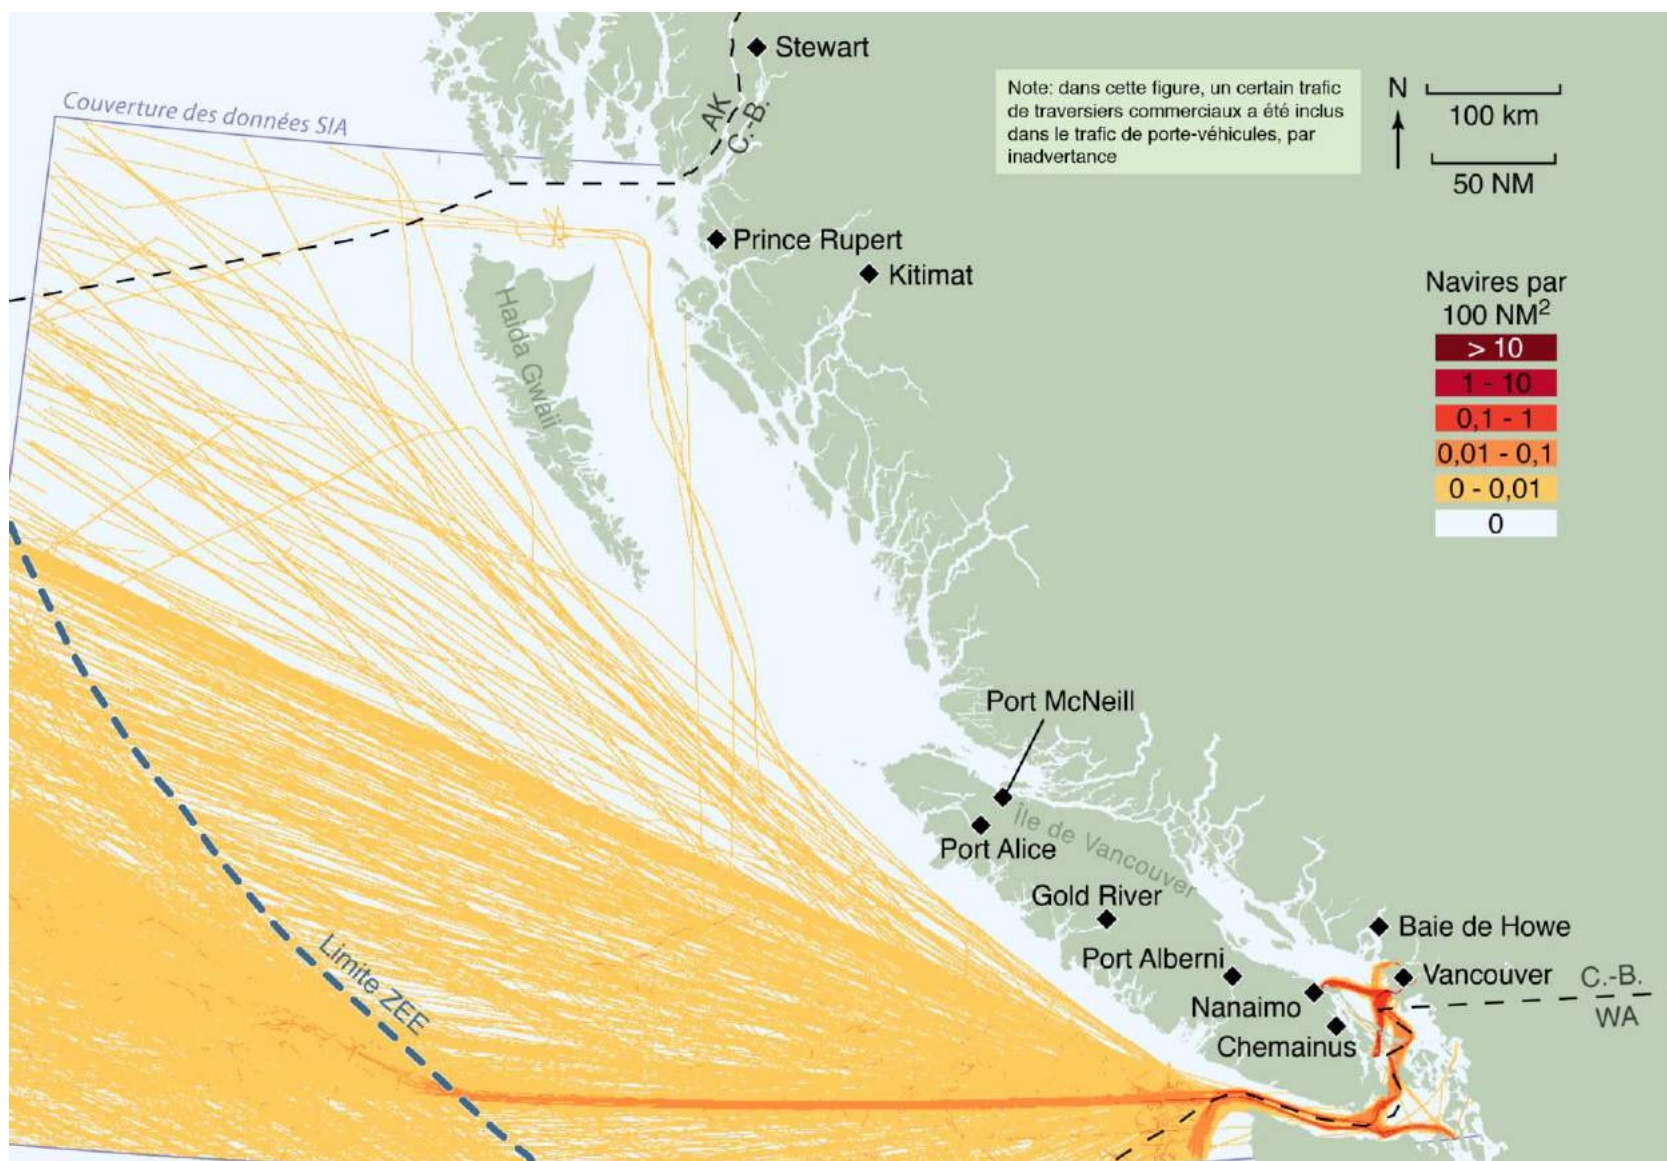 Stewart
Couverture des données SIA
AK
C.-B.
Note: dans cette figure, un certain trafic
de traversiers commerciaux a été inclus
dans le trafic de porte-véhicules, par
inadvertance
N
100 km
50 NM
Prince Rupert
Kitimat
Haida Gwaii
Navires par
100 NM²
> 10
1 - 10
0,1 - 1
0,01 - 0,1
0 - 0,01
0
Port McNeill
Île de Vancouver
Port Alice
Gold River
Baie de Howe
Port Alberni
Vancouver
C.-B.
WA
Nanaimo
Chemainus
Limite ZEE